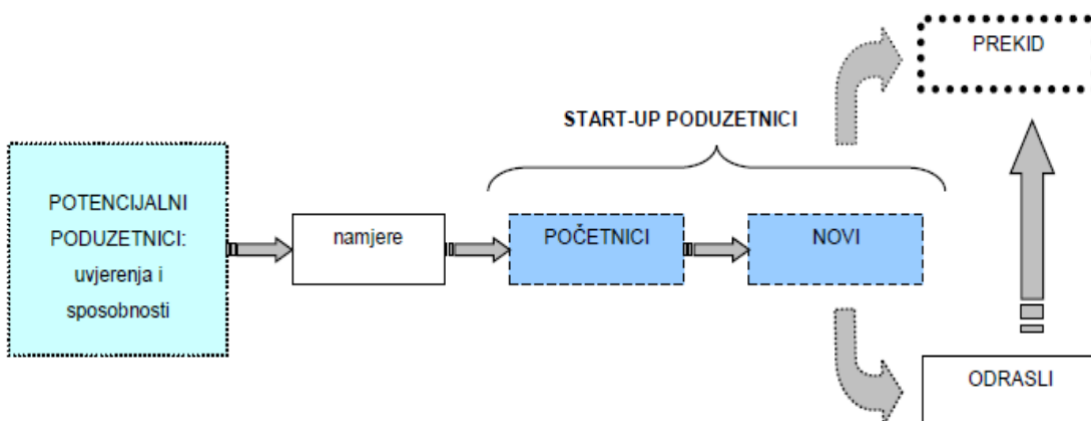 PREKID
START-UP PODUZETNICI
POTENCIJALNI
PODUZETNICI:
uvjerenja i
sposobnosti
namjere
POČETNICI
NOVI
ODRASLI